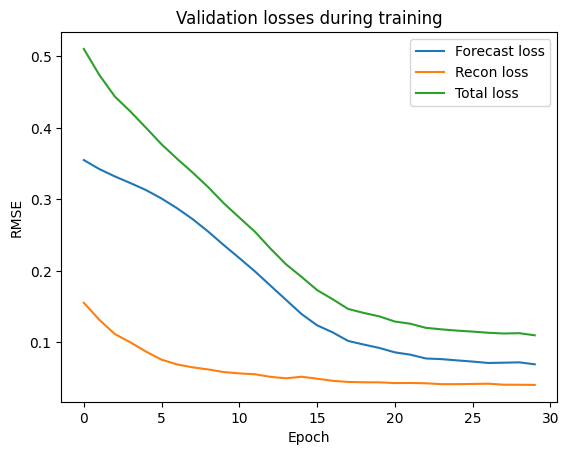 Validation losses during training
RMSE
0.5
0.4
0.3
0.2
0.1
Forecast loss
Recon loss
Total loss
0
5
10
15
20
25
30
Epoch